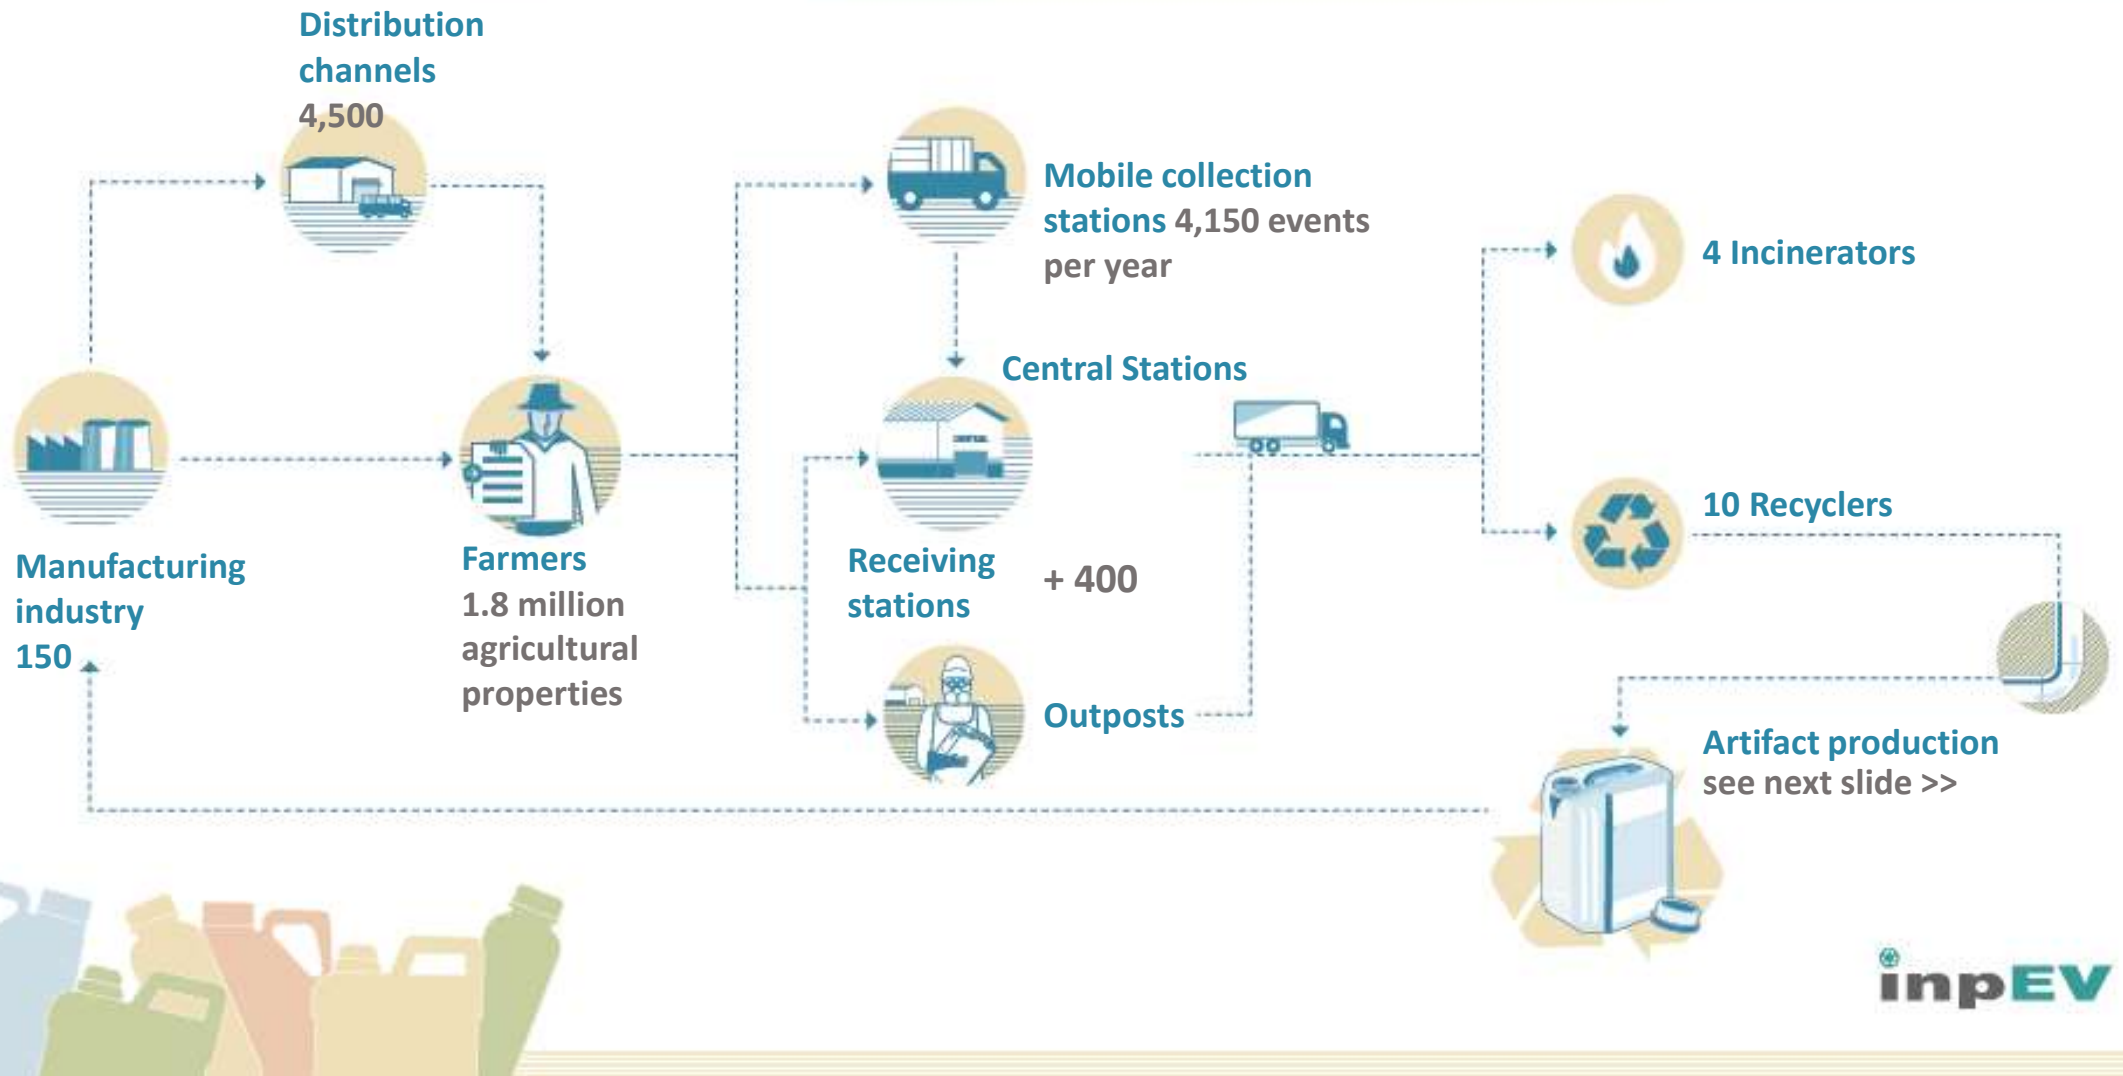 Distribution
channels
4,500
Mobile collection
stations 4,150 events
per year
4 Incinerators
Central Stations
10 Recyclers
Manufacturing
industry
150
Farmers
1.8 million
agricultural
properties
Receiving
stations
+ 400
Outposts
Artifact production
see next slide >>
inpEV